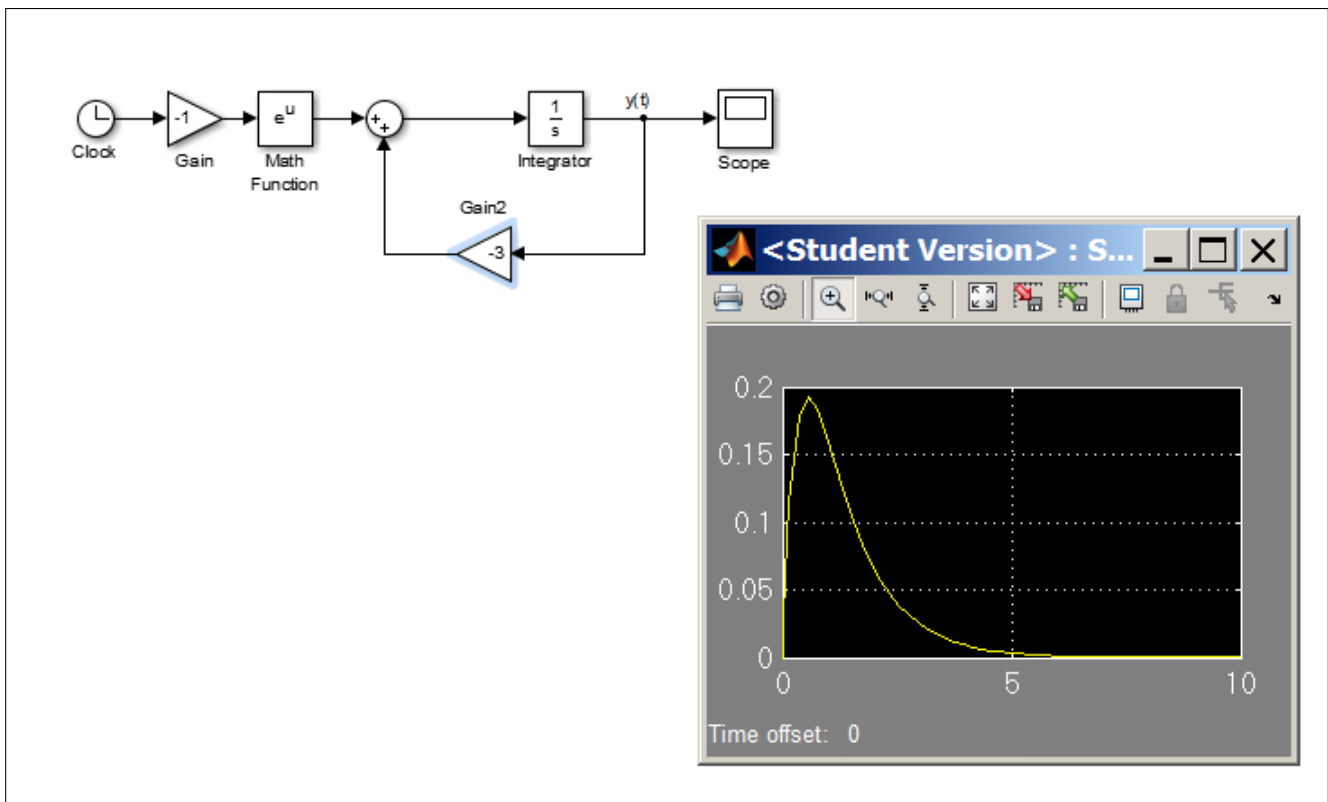 -1
e^u
++
1
s
y(t)
Clock
Gain
Math
Function
Integrator
Scope
Gain2
-3
<Student Version> : S...
0.2
0.15
0.1
0.05
0
0
5
10
Time offset: 0